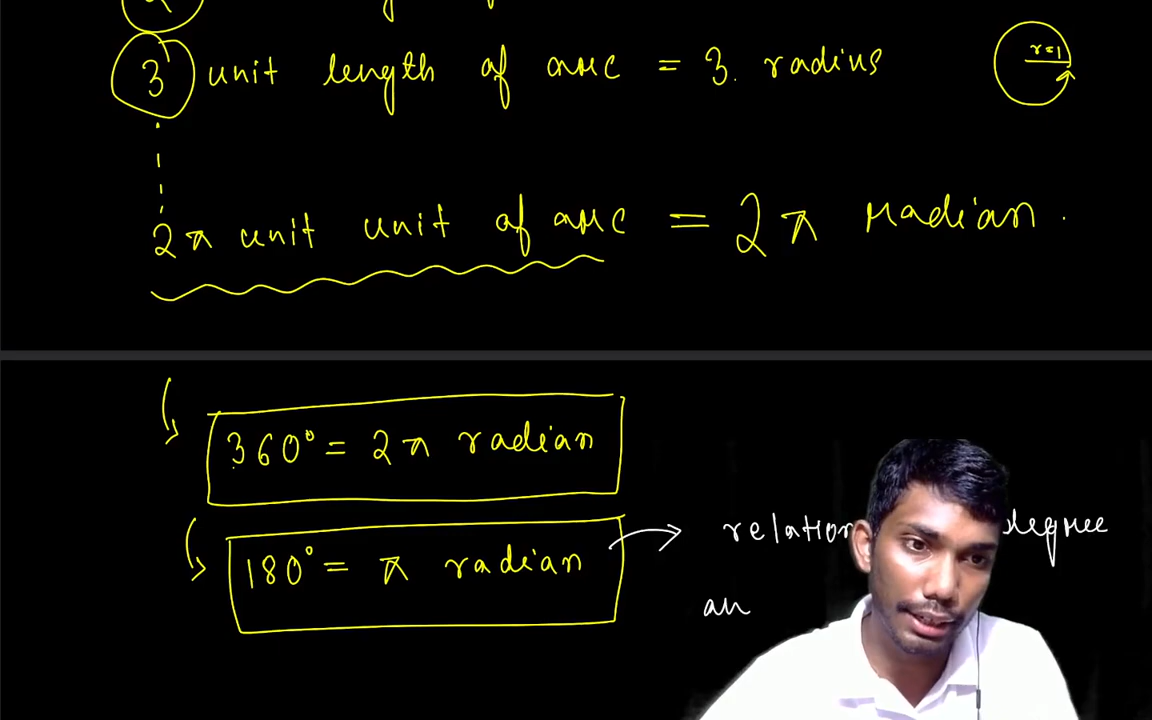 3 unit length of arc = 3. radius
r=1
2π unit unit of arc = 2π radian.
360° = 2π radian
180° = π radian
relation degree
an